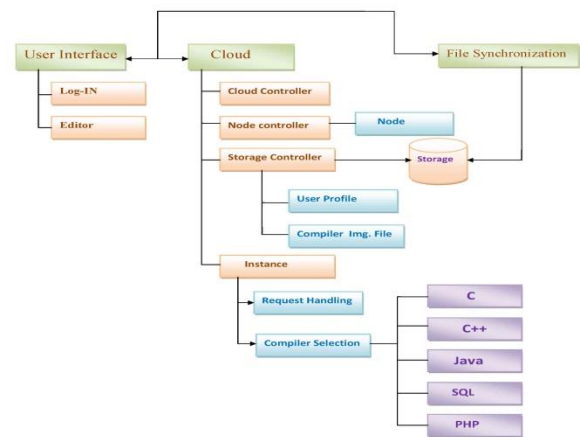 User Interface
Cloud
File Synchronization
Log-IN
Editor
Cloud Controller
Node controller
Node
Storage Controller
Storage
User Profile
Compiler Img. File
Instance
Request Handling
Compiler Selection
C
C++
Java
SQL
PHP